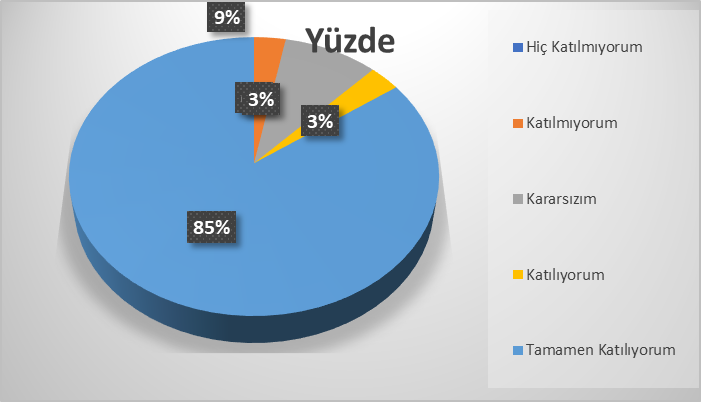 9%
Yüzde
3%
3%
85%
Hiç Katılmıyorum
Katılmıyorum
Kararsızım
Katılıyorum
Tamamen Katılıyorum